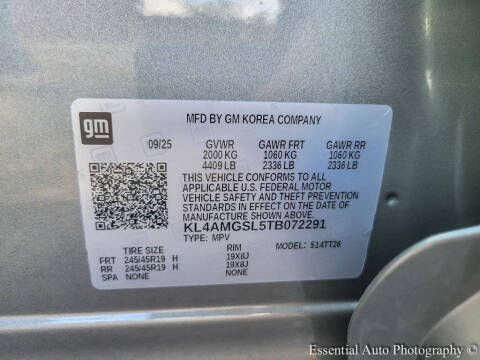 gm
MFD BY GM KOREA COMPANY
09/25 GVWR GAWR FRT GAWR RR
2000 KG 1060 KG 1060 KG
4409 LB 2336 LB 2336 LB
THIS VEHICLE CONFORMS TO ALL
APPLICABLE U.S. FEDERAL MOTOR
VEHICLE SAFETY AND THEFT PREVENTION
STANDARDS IN EFFECT ON THE DATE
OF MANUFACTURE SHOWN ABOVE.
KL4AMGSL5TB072291
TYPE: MPV MODEL: 514TT26
TIRE SIZE RIM
FRT 245/45R19 H 19X8J
RR 245/45R19 H 19X8J
SPA NONE NONE
Essential Auto Photography ©